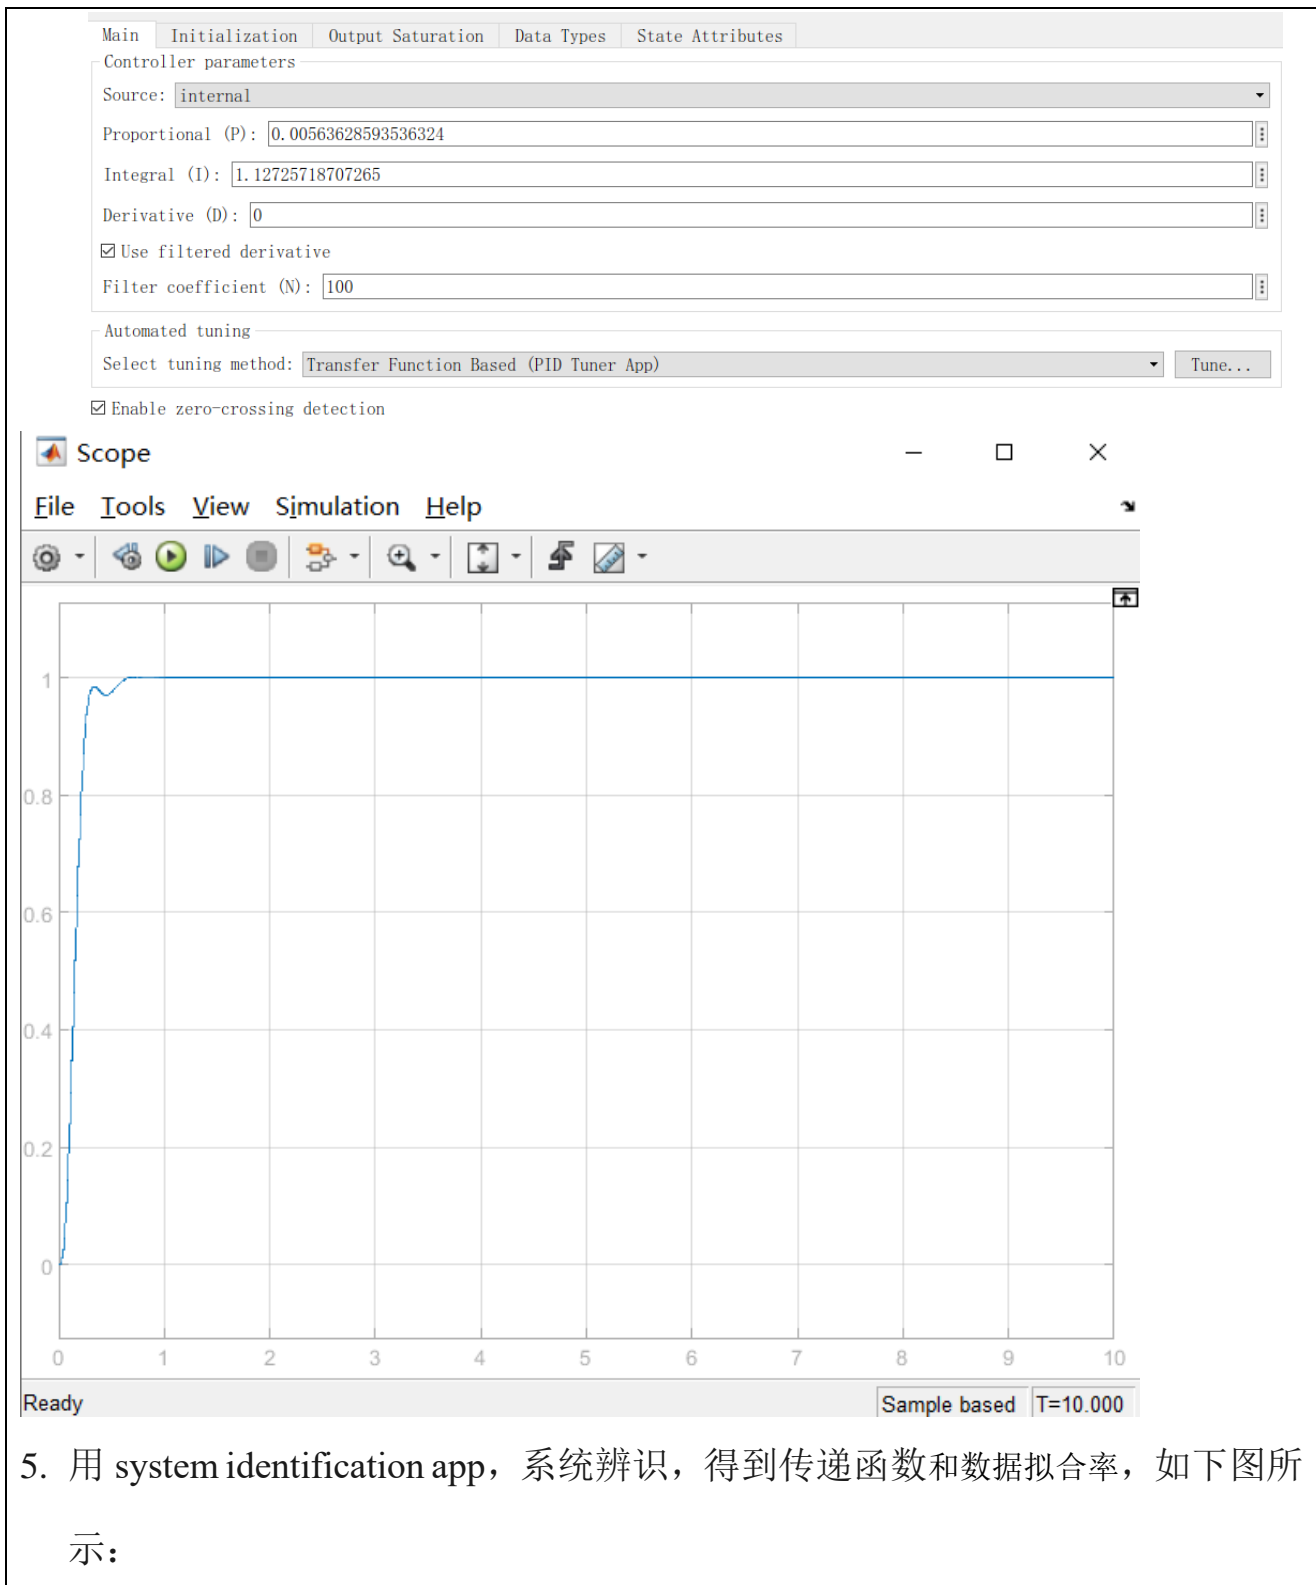 Main Initialization Output Saturation Data Types State Attributes
Controller parameters
Source: internal
Proportional (P): 0.00563628593536324
Integral (I): 1.12725718707265
Derivative (D): 0
Use filtered derivative
Filter coefficient (N): 100
Automated tuning
Select tuning method: Transfer Function Based (PID Tuner App) Tune...
Enable zero-crossing detection
Scope
File Tools View Simulation Help
1
0.8
0.6
0.4
0.2
0
0 1 2 3 4 5 6 7 8 9 10
Ready Sample based T=10.000
5. 用 system identification app，系统辨识，得到传递函数和数据拟合率，如下图所
示：